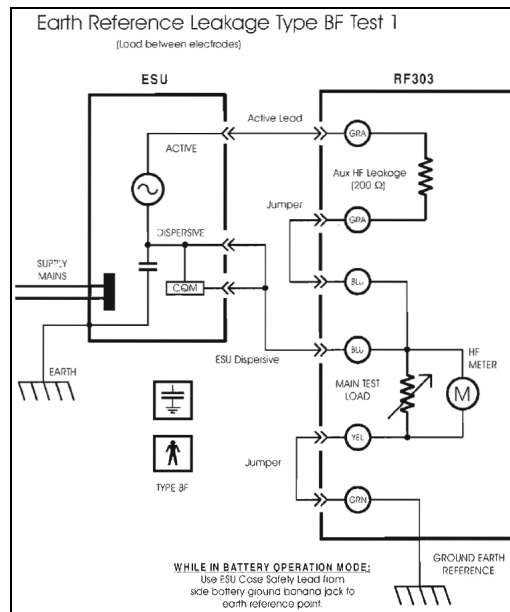 Earth Reference Leakage Type BF Test 1
(Load between electrodes)
ESU
RF303
Active Lead
GRA
ACTIVE
Aux HF Leakage
(200 Ω)
Jumper
GRA
DISPERSIVE
SUPPLY
MAINS
CQM
BLU
BLU
ESU Dispersive
HF
METER
EARTH
MAIN TEST
LOAD
M
YEL
Jumper
TYPE BF
GRN
GROUND EARTH
REFERENCE
WHILE IN BATTERY OPERATION MODE:
Use ESU Case Safety Lead from
side battery ground banana jack to
earth reference point.